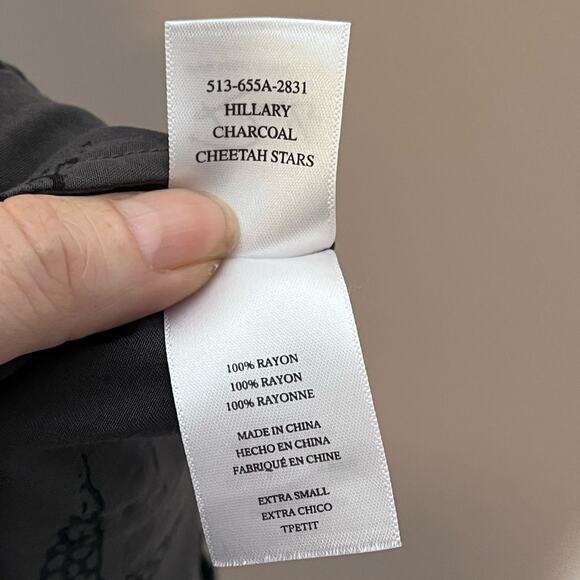 513-655A-2831
HILLARY
CHARCOAL
CHEETAH STARS
100% RAYON
100% RAYON
100% RAYONNE
MADE IN CHINA
HECHO EN CHINA
FABRIQUÉ EN CHINE
EXTRA SMALL
EXTRA CHICO
TPETIT